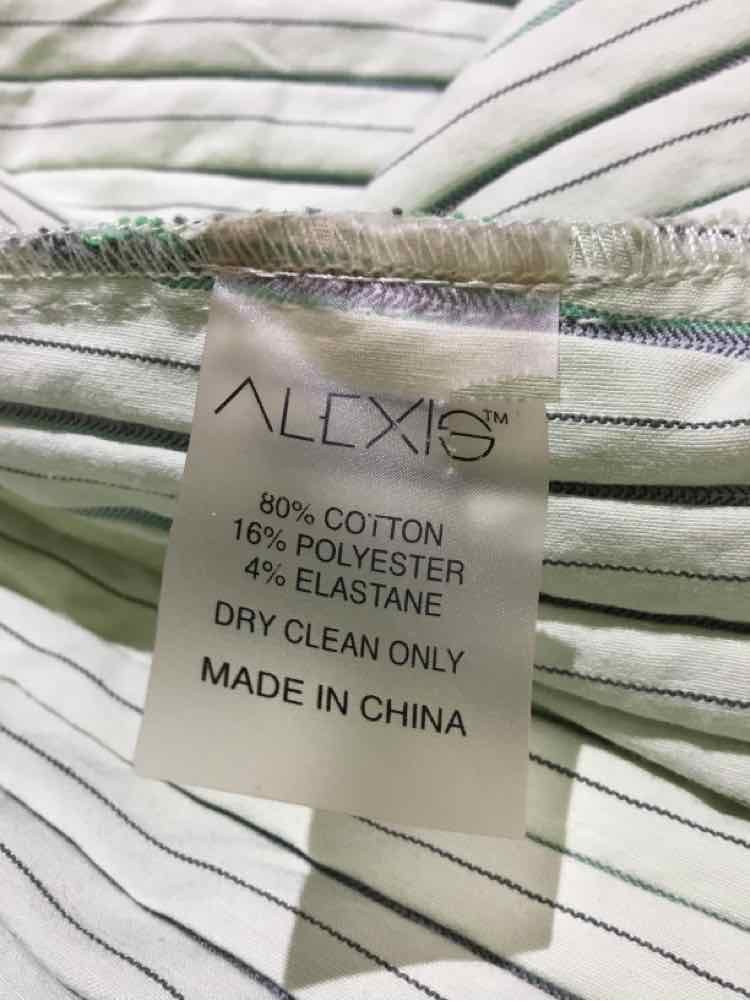 ALEXIS™
80% COTTON
16% POLYESTER
4% ELASTANE
DRY CLEAN ONLY
MADE IN CHINA